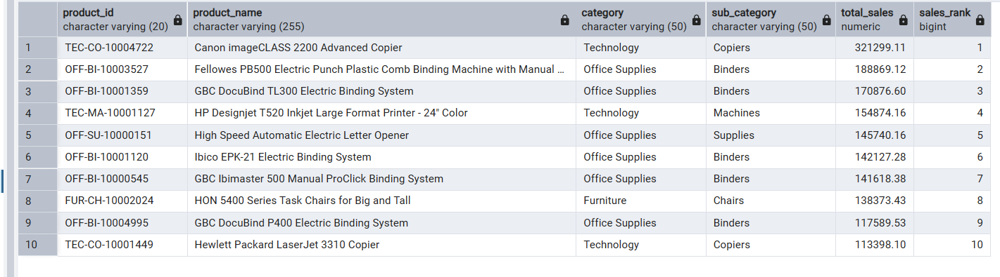 product_id product_name category sub_category total_sales sales_rank
character varying (20) character varying (255) character varying (50) character varying (50) numeric bigint
1 TEC-CO-10004722 Canon imageCLASS 2200 Advanced Copier Technology Copiers 321299.11 1
2 OFF-BI-10003527 Fellowes PB500 Electric Punch Plastic Comb Binding Machine with Manual ... Office Supplies Binders 188869.12 2
3 OFF-BI-10001359 GBC DocuBind TL300 Electric Binding System Office Supplies Binders 170876.60 3
4 TEC-MA-10001127 HP Designjet T520 Inkjet Large Format Printer - 24" Color Technology Machines 154874.16 4
5 OFF-SU-10000151 High Speed Automatic Electric Letter Opener Office Supplies Supplies 145740.16 5
6 OFF-BI-10001120 Ibico EPK-21 Electric Binding System Office Supplies Binders 142127.28 6
7 OFF-BI-10000545 GBC Ibimaster 500 Manual ProClick Binding System Office Supplies Binders 141618.38 7
8 FUR-CH-10002024 HON 5400 Series Task Chairs for Big and Tall Furniture Chairs 138373.43 8
9 OFF-BI-10004995 GBC DocuBind P400 Electric Binding System Office Supplies Binders 117589.53 9
10 TEC-CO-10001449 Hewlett Packard LaserJet 3310 Copier Technology Copiers 113398.10 10